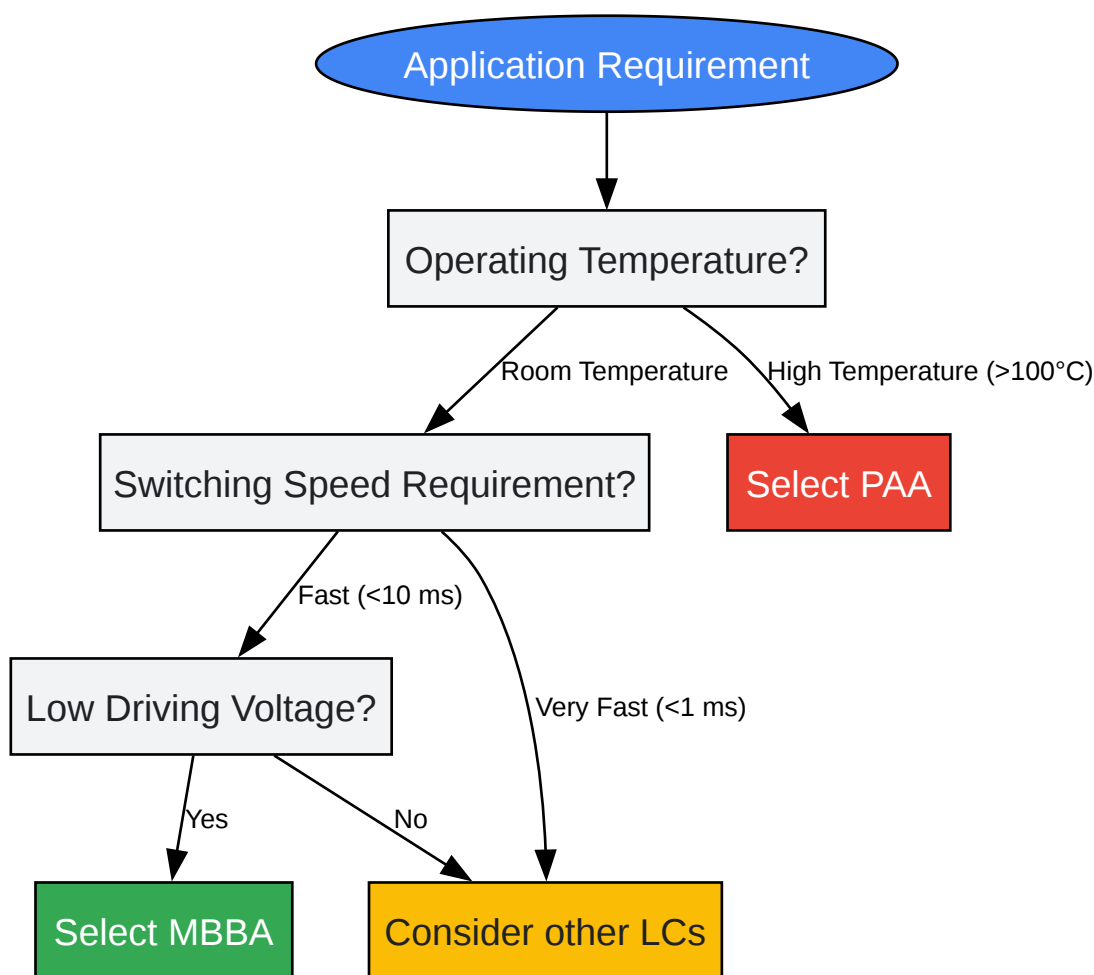 Application Requirement
Operating Temperature?
Room Temperature
High Temperature (>100°C)
Switching Speed Requirement?
Select PAA
Fast (<10 ms)
Low Driving Voltage?
Very Fast (<1 ms)
Yes
No
Select MBBA
Consider other LCs